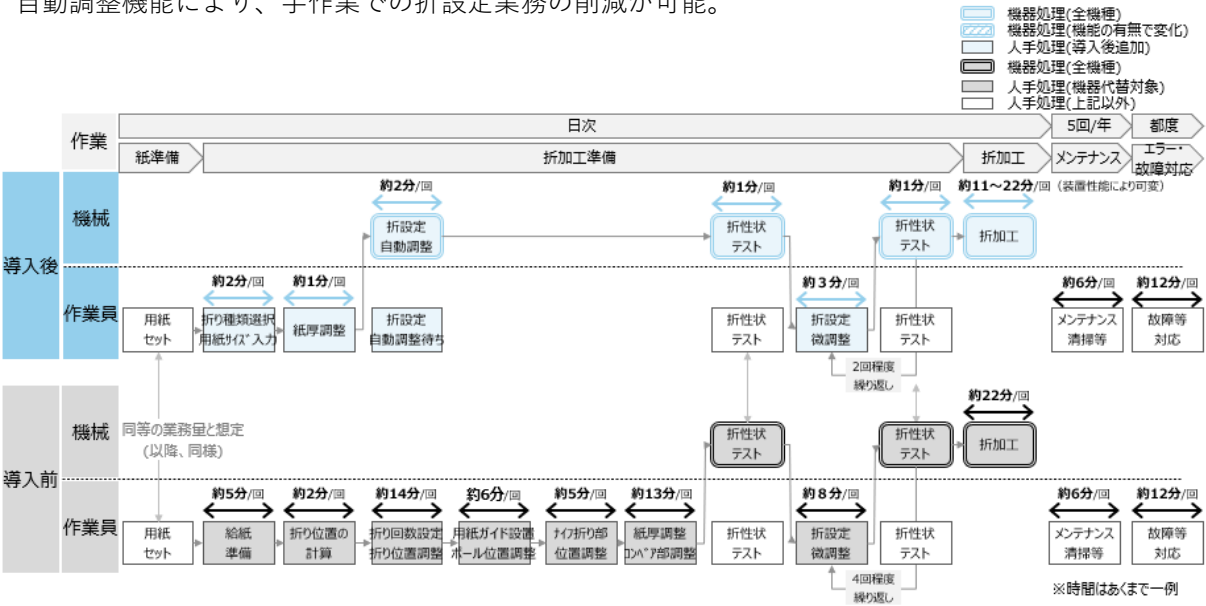 自動調整機能により、手作業での折設定業務の削減が可能。
機器処理(全機種)
機器処理(機能の有無で変化)
人手処理(導入後追加)
機器処理(全機種)
人手処理(機器代替対象)
人手処理(上記以外)
作業
日次
5回/年
都度
紙準備
折加工準備
折加工
メンテナンス
エラー・
故障対応
導入後
機械
約2分/回
約1分/回
約1分/回
約11～22分/回
(装置性能により可変)
折設定
自動調整
折性状
テスト
折性状
テスト
折加工
作業員
約2分/回
約1分/回
約3分/回
約6分/回
約12分/回
用紙
セット
折り種類選択
用紙ｻｲｽﾞ入力
紙厚調整
折設定
自動調整待ち
折性状
テスト
折設定
微調整
折性状
テスト
メンテナンス
清掃等
故障等
対応
2回程度
繰り返し
導入前
機械
同等の業務量と想定
(以降、同様)
約22分/回
折性状
テスト
折性状
テスト
折加工
作業員
約5分/回
約2分/回
約14分/回
約6分/回
約5分/回
約13分/回
約8分/回
約6分/回
約12分/回
用紙
セット
給紙
準備
折り位置の
計算
折り回数設定
折り位置調整
用紙ガイド設置
ボール位置調整
ﾅｲﾌ折り部
位置調整
紙厚調整
ｺﾝﾍﾞｱ部調整
折性状
テスト
折設定
微調整
折性状
テスト
メンテナンス
清掃等
故障等
対応
4回程度
繰り返し
※時間はあくまで一例